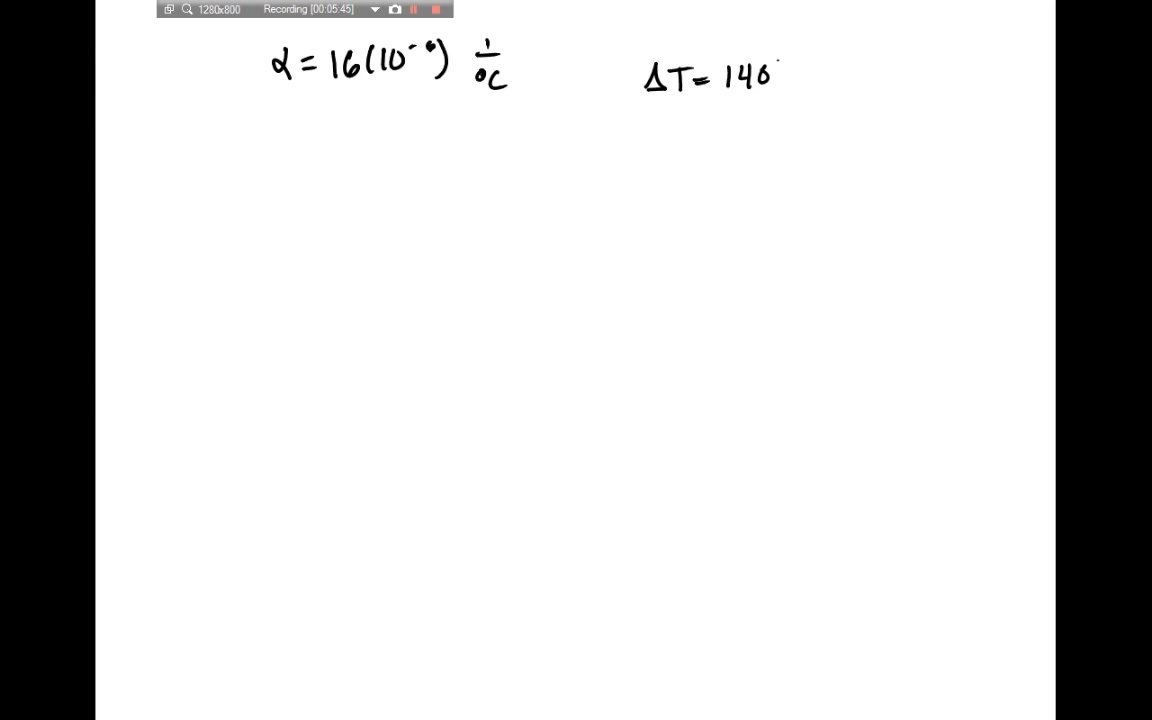 1280x800 Recording [00:05:45]
α = 16(10⁻⁶) 1/°C
ΔT = 140